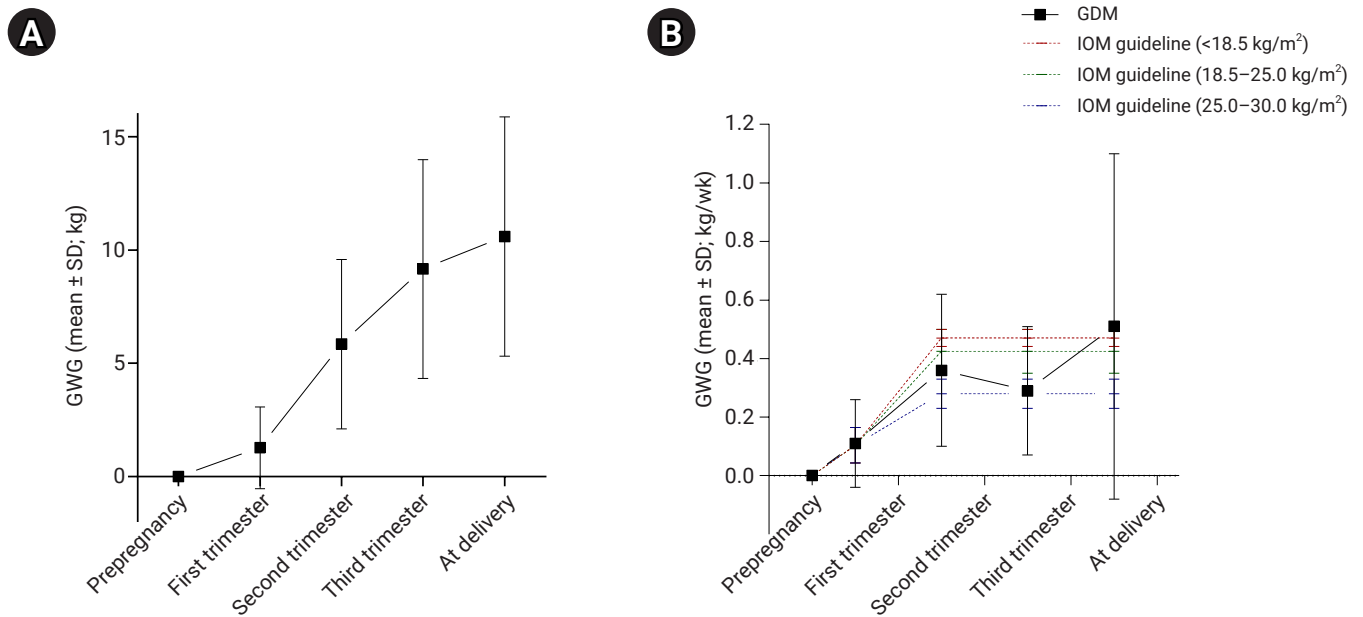 A
15
10
5
0
GWG (mean ± SD; kg)
Prepregnancy
First trimester
Second trimester
Third trimester
At delivery
B
GDM
IOM guideline (<18.5 kg/m²)
IOM guideline (18.5–25.0 kg/m²)
IOM guideline (25.0–30.0 kg/m²)
1.2
1.0
0.8
0.6
0.4
0.2
0.0
GWG (mean ± SD; kg/wk)
Prepregnancy
First trimester
Second trimester
Third trimester
At delivery